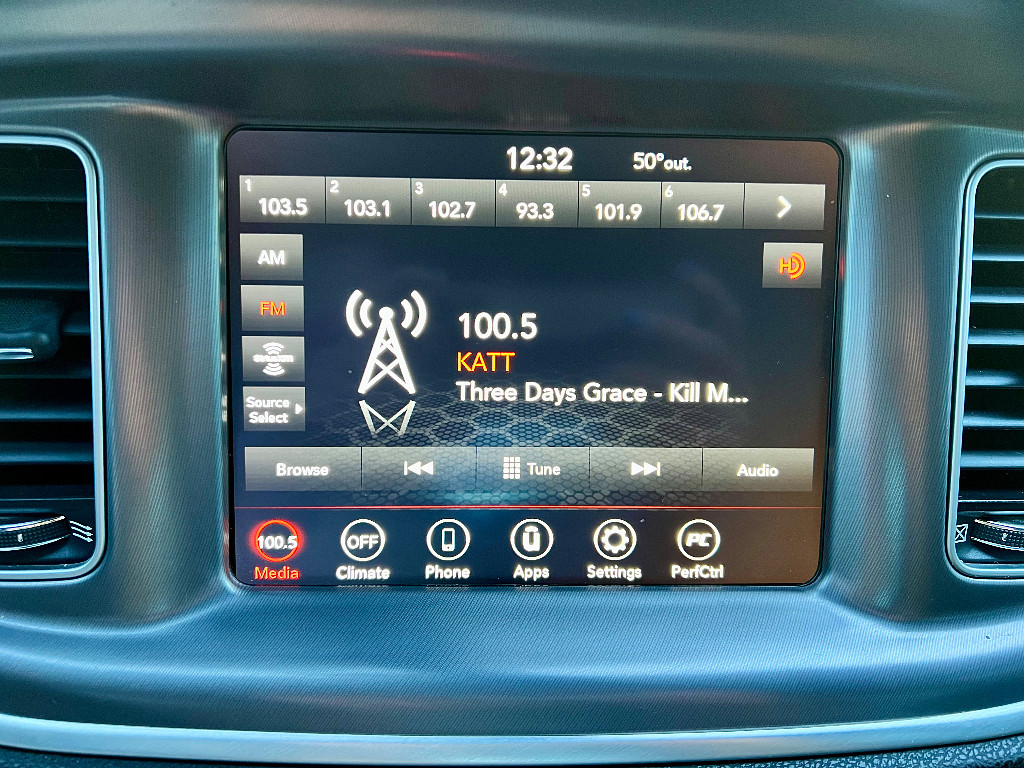 12:32 50°out.
1 2 3 4 5 6
103.5 103.1 102.7 93.3 101.9 106.7
AM
HD
FM
100.5
KATT
Three Days Grace - Kill M...
Source
Select
Browse Tune Audio
100.5 OFF PC
Media Climate Phone Apps Settings PerfCtrl